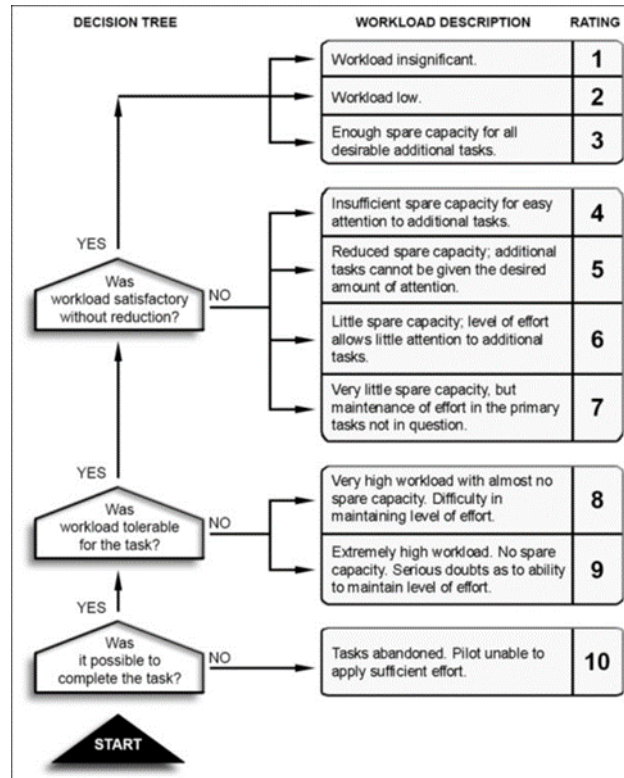 DECISION TREE
WORKLOAD DESCRIPTION
RATING
Workload insignificant.
1
Workload low.
2
Enough spare capacity for all
desirable additional tasks.
3
YES
Was
workload satisfactory
without reduction?
NO
Insufficient spare capacity for easy
attention to additional tasks.
4
Reduced spare capacity; additional
tasks cannot be given the desired
amount of attention.
5
Little spare capacity; level of effort
allows little attention to additional
tasks.
6
Very little spare capacity, but
maintenance of effort in the primary
tasks not in question.
7
YES
Was
workload tolerable
for the task?
NO
Very high workload with almost no
spare capacity. Difficulty in
maintaining level of effort.
8
Extremely high workload. No spare
capacity. Serious doubts as to ability
to maintain level of effort.
9
YES
Was
it possible to
complete the task?
NO
Tasks abandoned. Pilot unable to
apply sufficient effort.
10
START